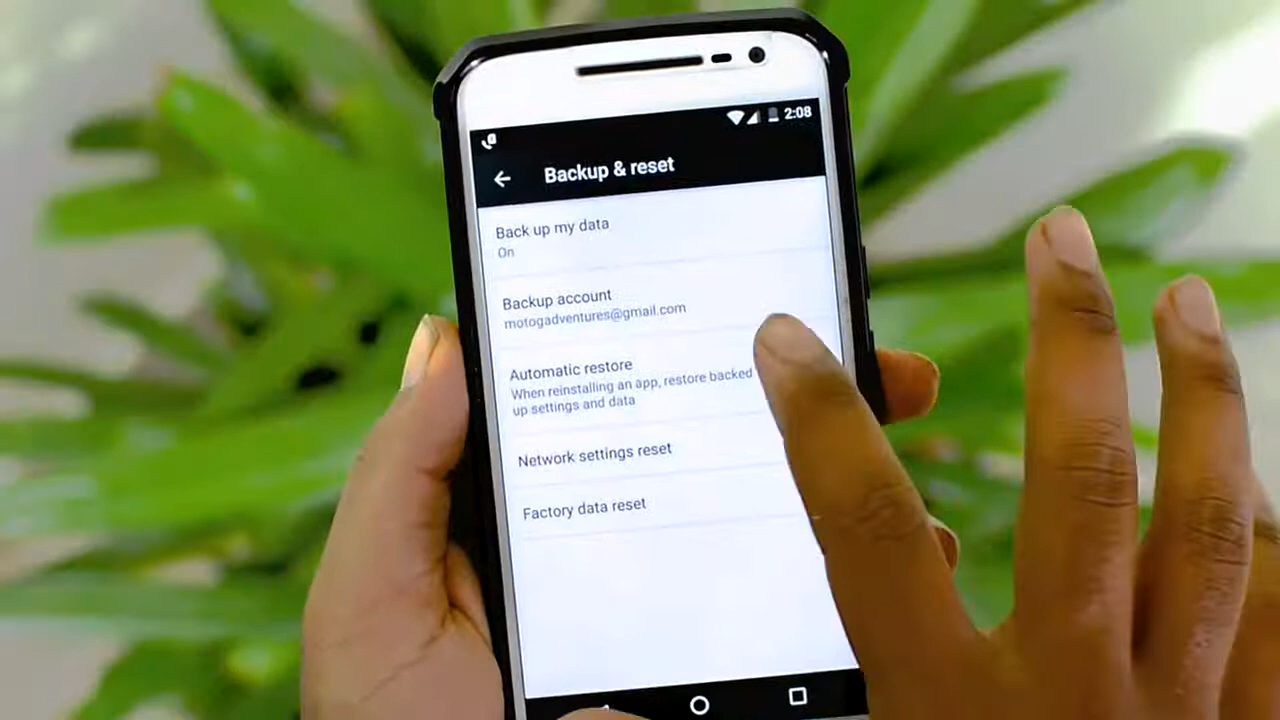 2:08
Backup & reset
Back up my data
On
Backup account
motogadventures@gmail.com
Automatic restore
When reinstalling an app, restore backed
up settings and data
Network settings reset
Factory data reset